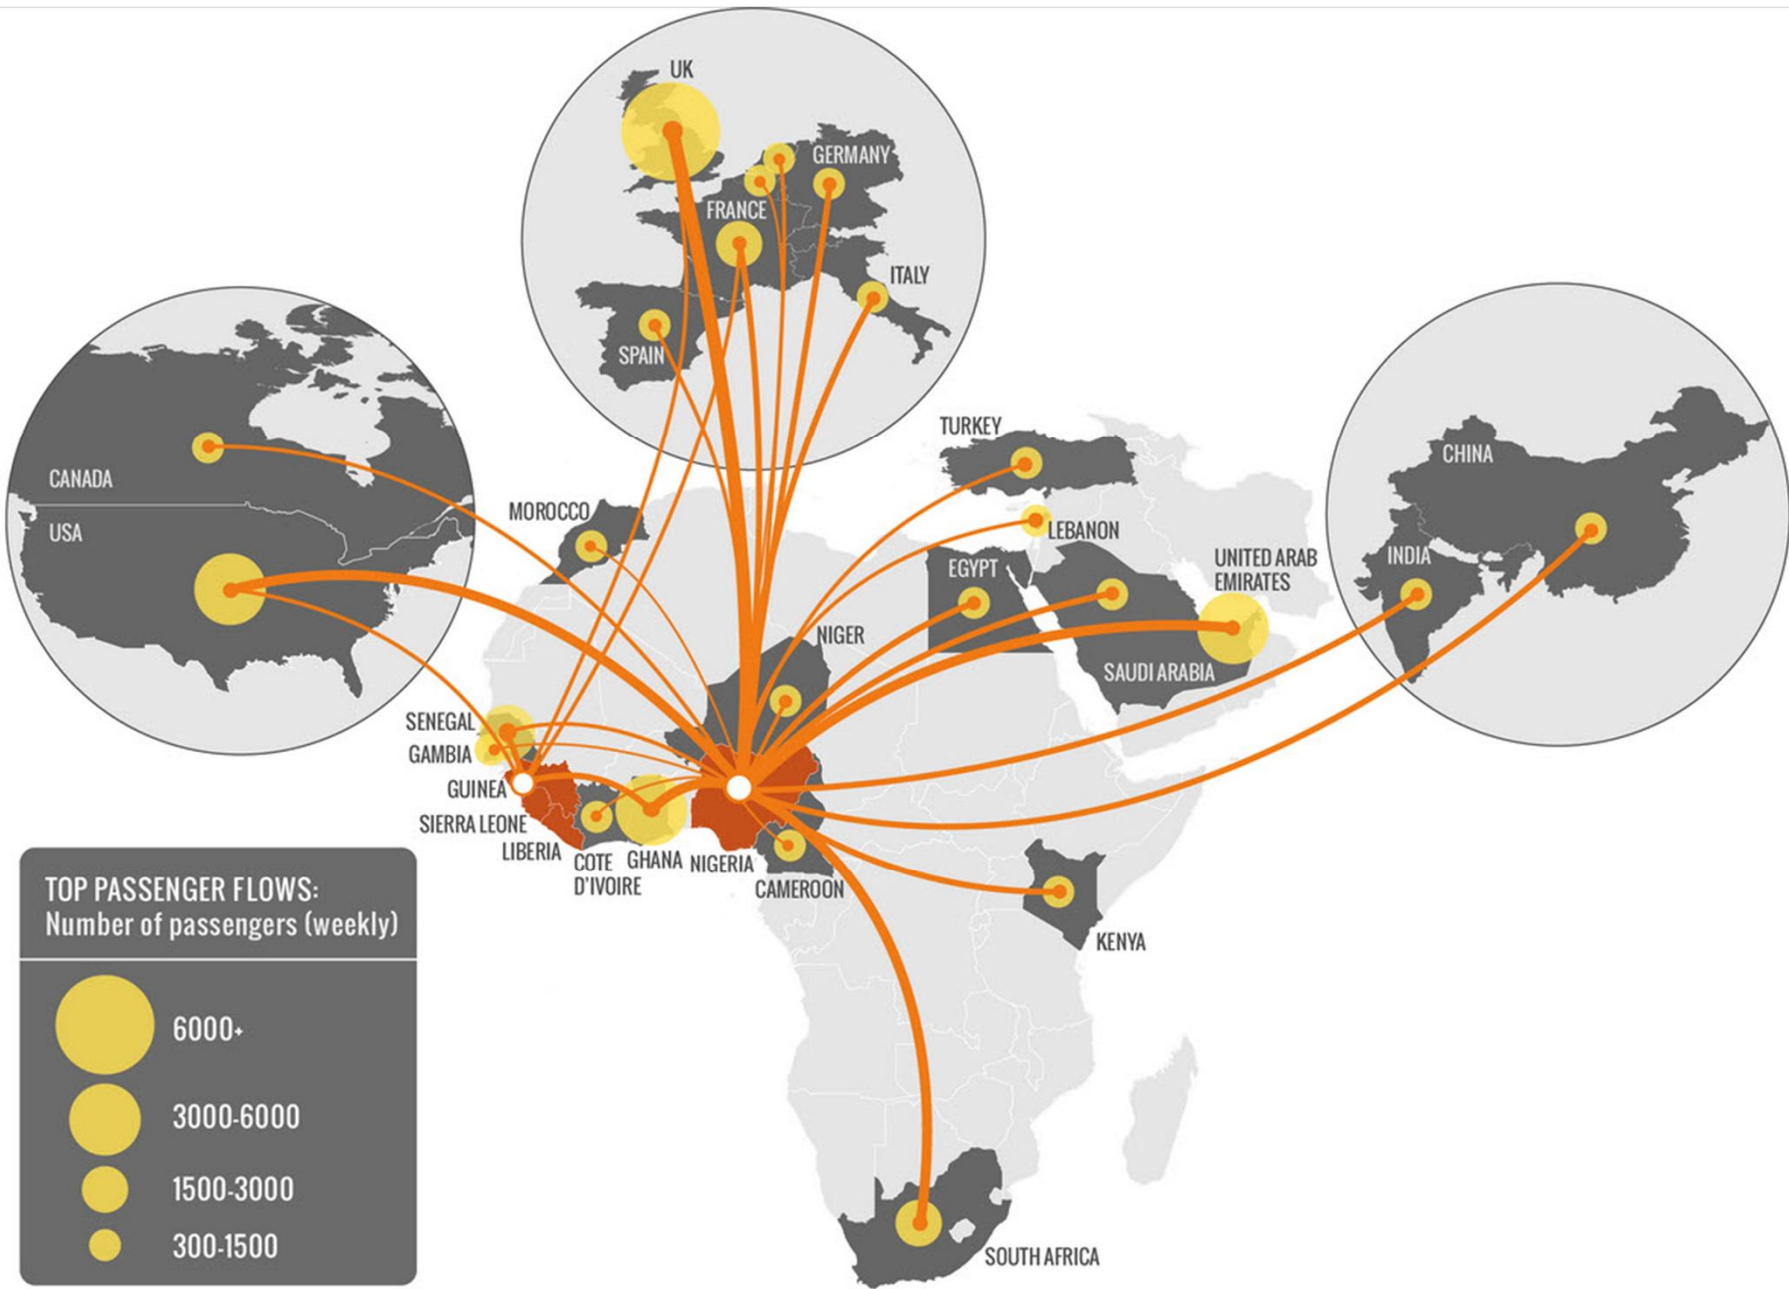 UK
GERMANY
FRANCE
ITALY
SPAIN
CANADA
USA
TURKEY
CHINA
MOROCCO
LEBANON
INDIA
EGYPT
UNITED ARAB
EMIRATES
NIGER
SAUDI ARABIA
SENEGAL
GAMBIA
GUINEA
SIERRA LEONE
LIBERIA
COTE
D'IVOIRE
GHANA
NIGERIA
CAMEROON
KENYA
SOUTH AFRICA
TOP PASSENGER FLOWS:
Number of passengers (weekly)
6000+
3000-6000
1500-3000
300-1500